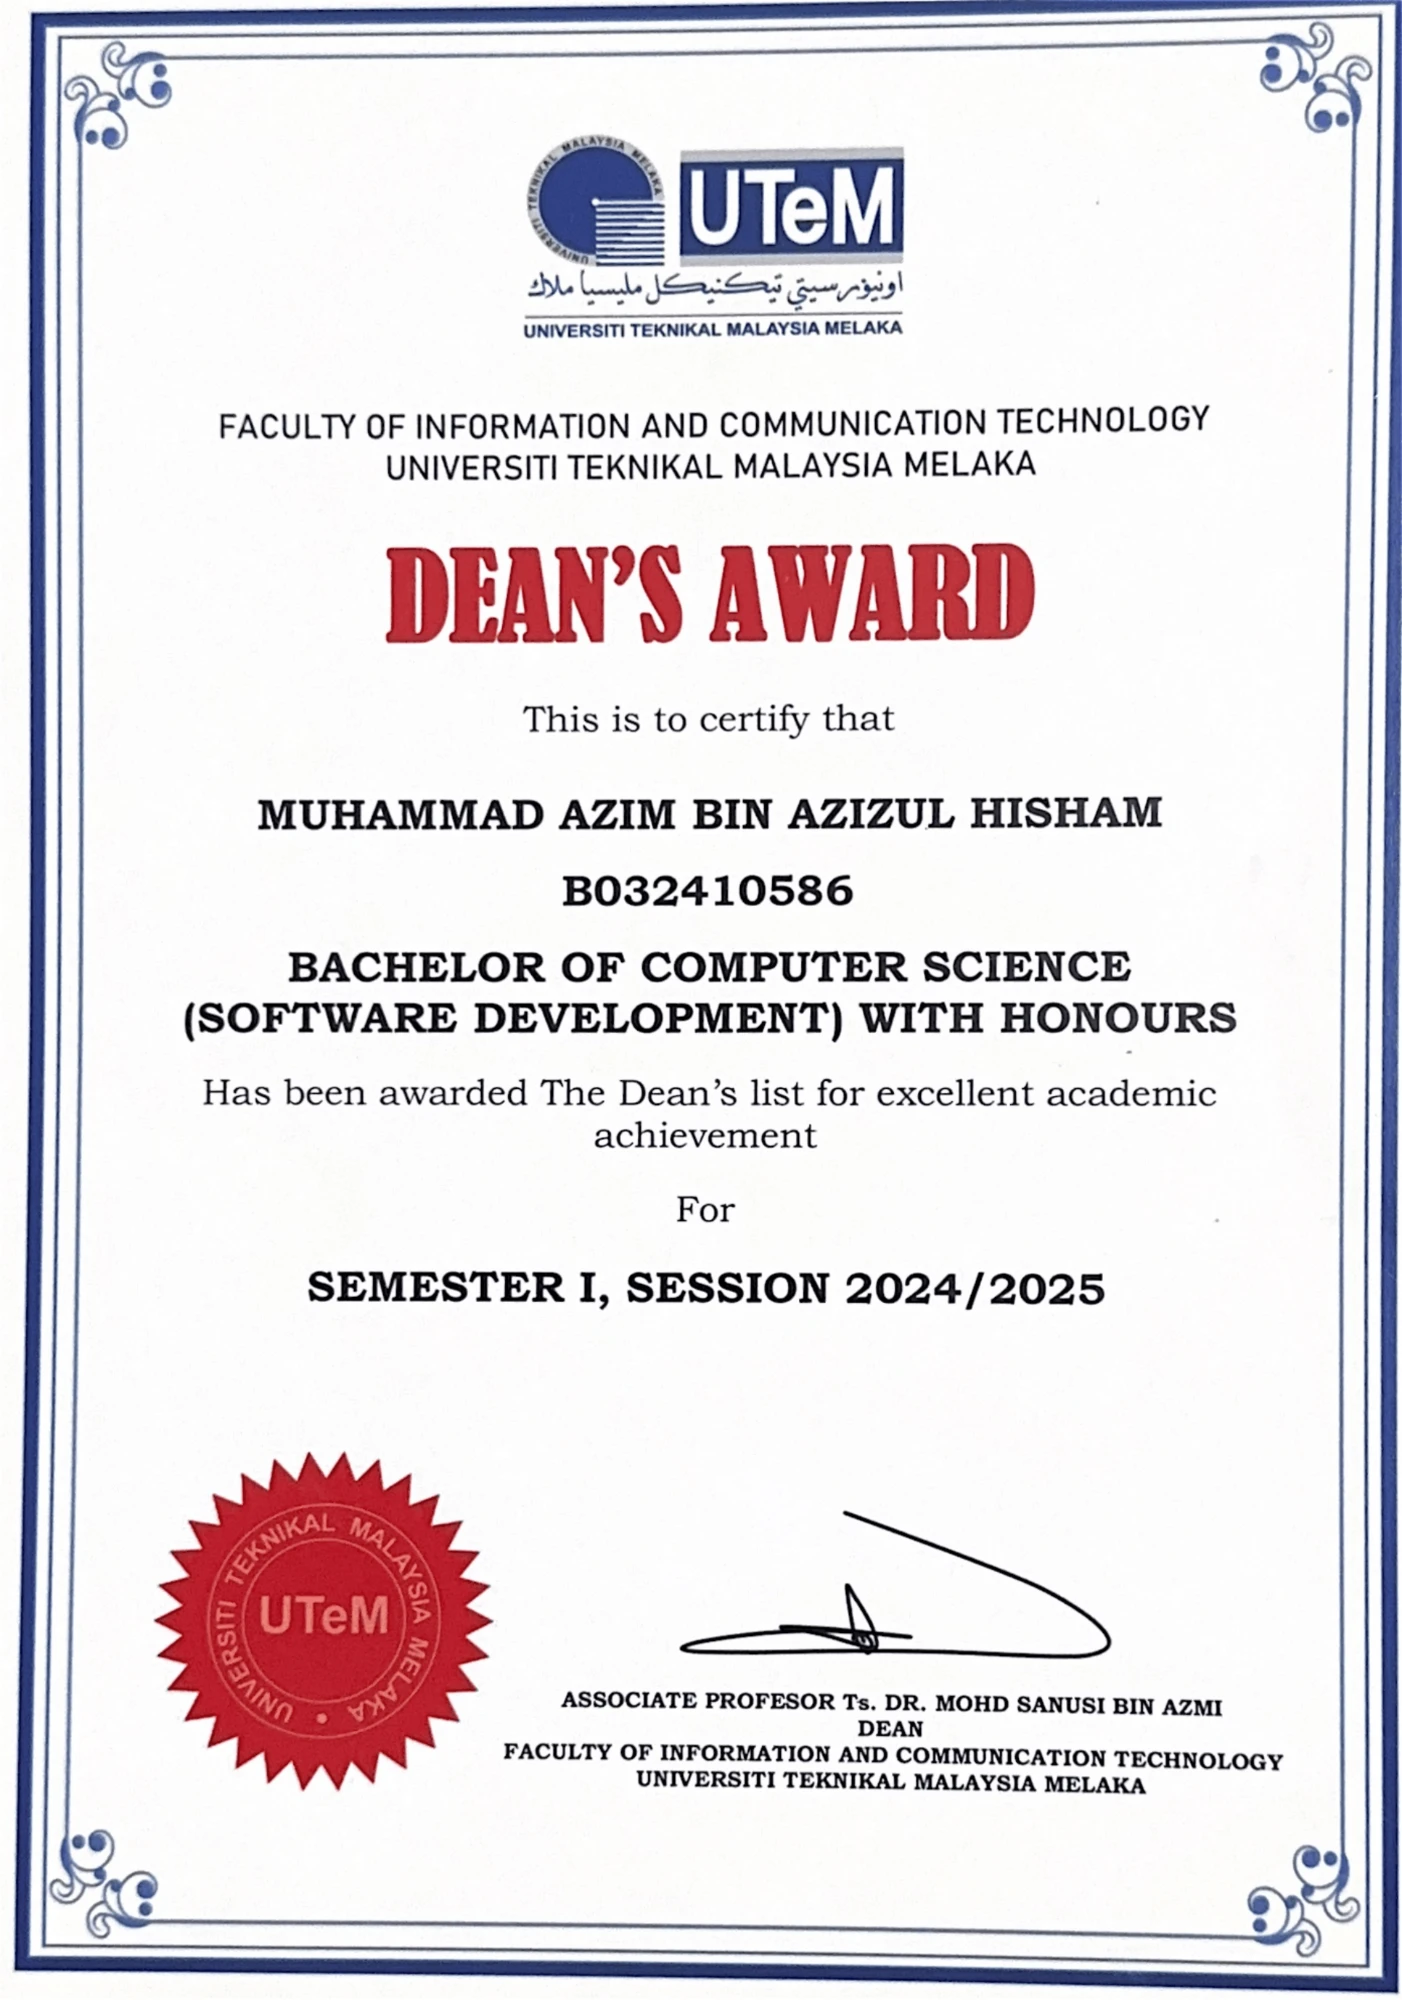 UNIVERSITI TEKNIKAL MALAYSIA MELAKA
UTeM
اونيۏرسيتي تيكنيكل مليسيا ملاك
UNIVERSITI TEKNIKAL MALAYSIA MELAKA
FACULTY OF INFORMATION AND COMMUNICATION TECHNOLOGY
UNIVERSITI TEKNIKAL MALAYSIA MELAKA
DEAN'S AWARD
This is to certify that
MUHAMMAD AZIM BIN AZIZUL HISHAM
B032410586
BACHELOR OF COMPUTER SCIENCE
(SOFTWARE DEVELOPMENT) WITH HONOURS
Has been awarded The Dean's list for excellent academic
achievement
For
SEMESTER I, SESSION 2024/2025
UNIVERSITI TEKNIKAL MALAYSIA MELAKA
UTeM
ASSOCIATE PROFESOR Ts. DR. MOHD SANUSI BIN AZMI
DEAN
FACULTY OF INFORMATION AND COMMUNICATION TECHNOLOGY
UNIVERSITI TEKNIKAL MALAYSIA MELAKA